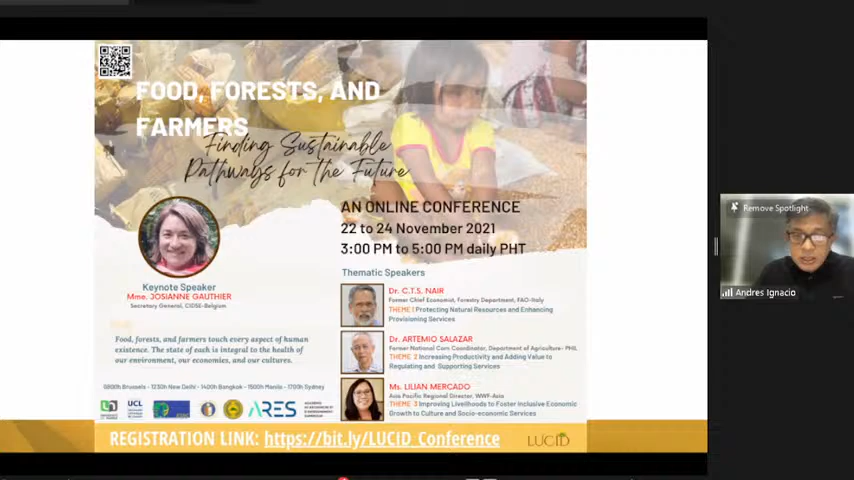 FOOD, FORESTS, AND
FARMERS
Finding Sustainable
Pathways for the Future
AN ONLINE CONFERENCE
22 to 24 November 2021
3:00 PM to 5:00 PM daily PHT
Keynote Speaker
Mme. JOSIANNE GAUTHIER
Secretary General, CIDSE-Belgium
Thematic Speakers
Dr. C.T.S. NAIR
Former Chief Economist, Forestry Department, FAO-Italy
THEME 1 Protecting Natural Resources and Enhancing
Provisioning Services
Dr. ARTEMIO SALAZAR
Former National Corn Coordinator, Department of Agriculture- PHIL
THEME 2 Increasing Productivity and Adding Value to
Regulating and Supporting Services
Ms. LILIAN MERCADO
Asia Pacific Regional Director, WWF-Asia
THEME 3 Improving Livelihoods to Foster Inclusive Economic
Growth to Culture and Socio-economic Services
Food, forests, and farmers touch every aspect of human
existence. The state of each is integral to the health of
our environment, our economies, and our cultures.
0800h Brussels - 1230h New Delhi - 1400h Bangkok - 1500h Manila - 1700h Sydney
UCL
ARES
REGISTRATION LINK: https://bit.ly/LUCID_Conference
LUCID
Remove Spotlight
Andres Ignacio